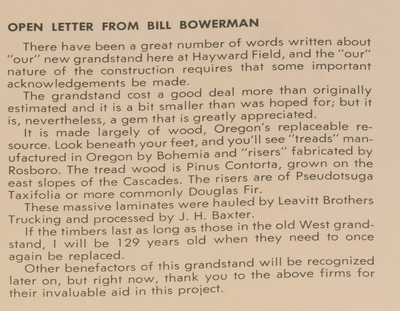 OPEN LETTER FROM BILL BOWERMAN
There have been a great number of words written about
"our" new grandstand here at Hayward Field, and the "our"
nature of the construction requires that some important
acknowledgements be made.
The grandstand cost a good deal more than originally
estimated and it is a bit smaller than was hoped for; but it
is, nevertheless, a gem that is greatly appreciated.
It is made largely of wood, Oregon's replaceable re-
source. Look beneath your feet, and you'll see "treads" man-
ufactured in Oregon by Bohemia and "risers" fabricated by
Rosboro. The tread wood is Pinus Contorta, grown on the
east slopes of the Cascades. The risers are of Pseudotsuga
Taxifolia or more commonly Douglas Fir.
These massive laminates were hauled by Leavitt Brothers
Trucking and processed by J. H. Baxter.
If the timbers last as long as those in the old West grand-
stand, I will be 129 years old when they need to once
again be replaced.
Other benefactors of this grandstand will be recognized
later on, but right now, thank you to the above firms for
their invaluable aid in this project.